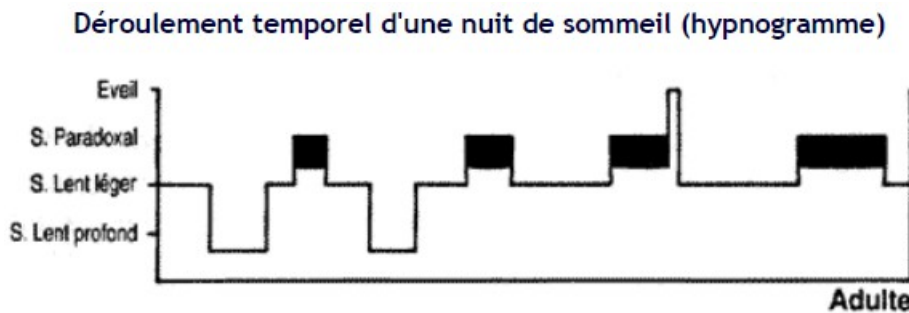 Déroulement temporel d'une nuit de sommeil (hypnogramme)
Eveil
S. Paradoxal
S. Lent léger
S. Lent profond
Adulte